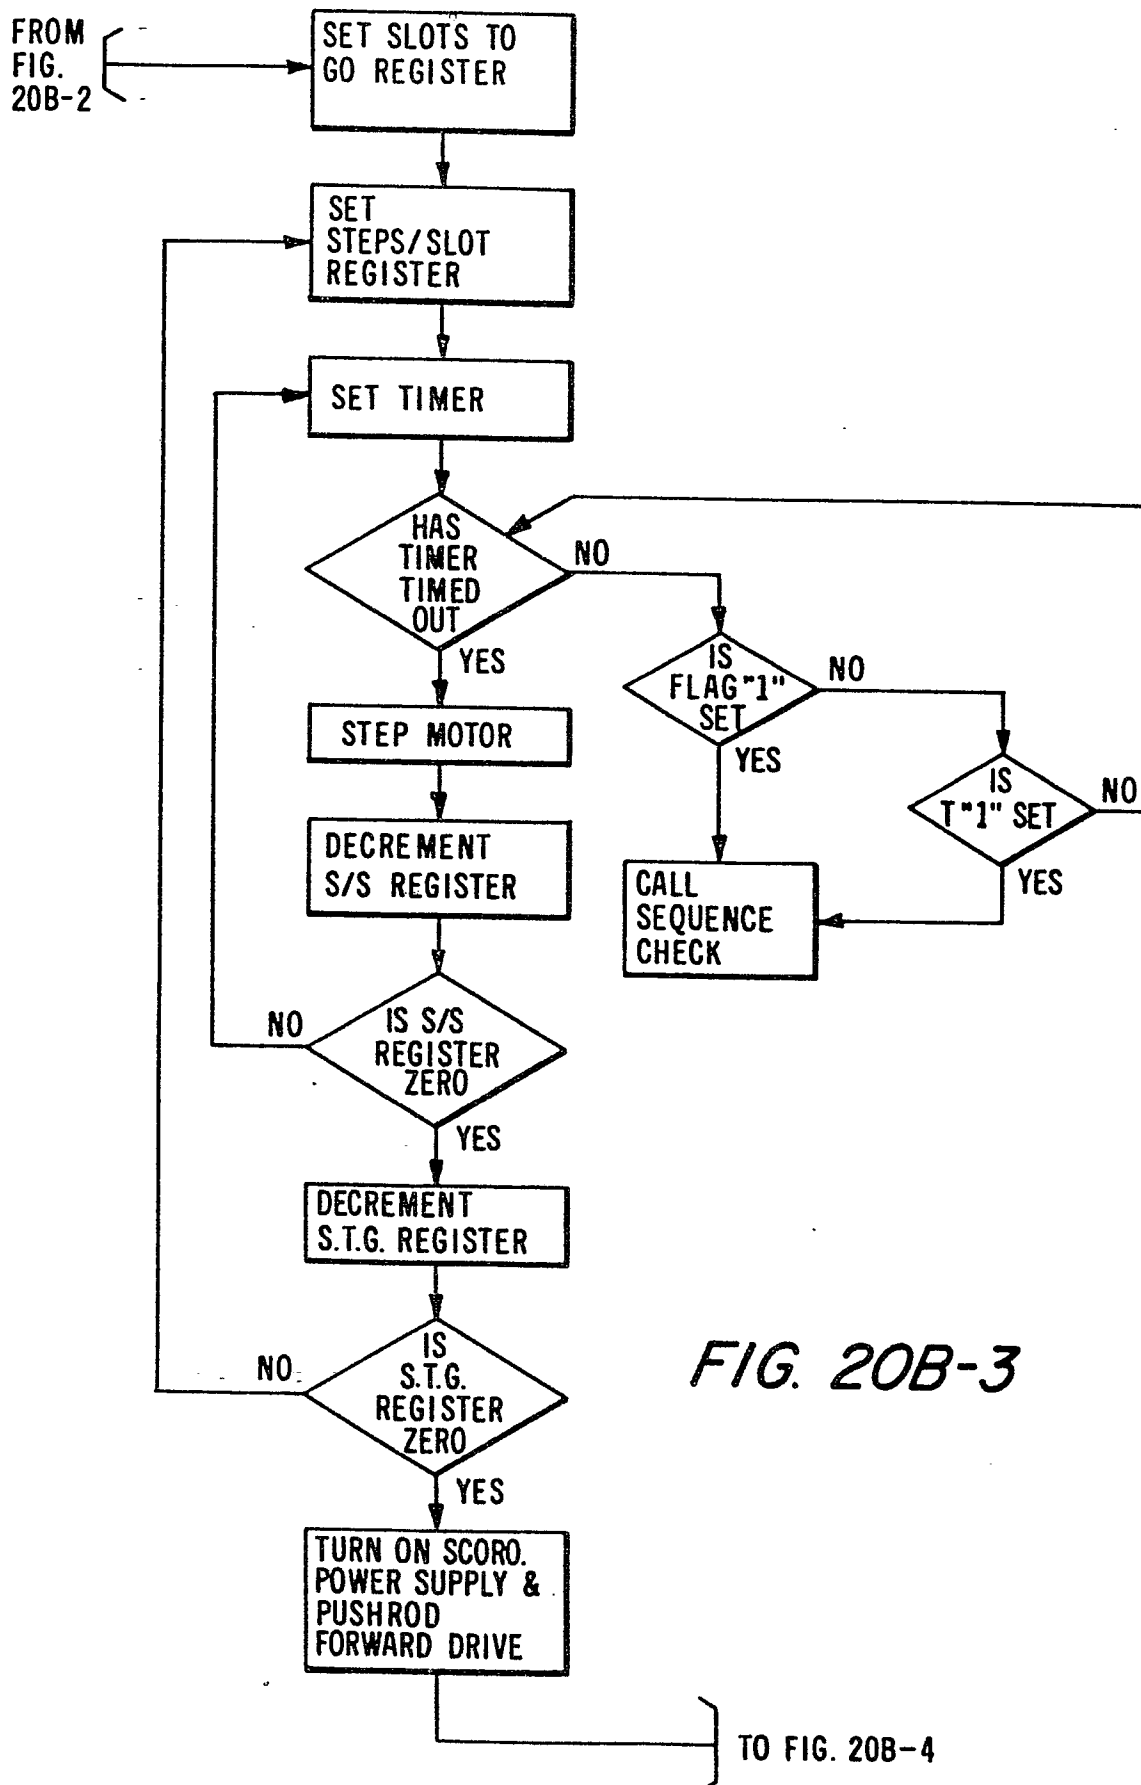 FROM
FIG.
20B-2
SET SLOTS TO
GO REGISTER
SET
STEPS/SLOT
REGISTER
SET TIMER
HAS
TIMER
TIMED
OUT
NO
YES
IS
FLAG "1"
SET
NO
YES
STEP MOTOR
IS
T "1" SET
NO
YES
DECREMENT
S/S REGISTER
CALL
SEQUENCE
CHECK
IS S/S
REGISTER
ZERO
NO
YES
DECREMENT
S.T.G. REGISTER
IS
S.T.G.
REGISTER
ZERO
NO
YES
FIG. 20B-3
TURN ON SCORO.
POWER SUPPLY &
PUSHROD
FORWARD DRIVE
TO FIG. 20B-4